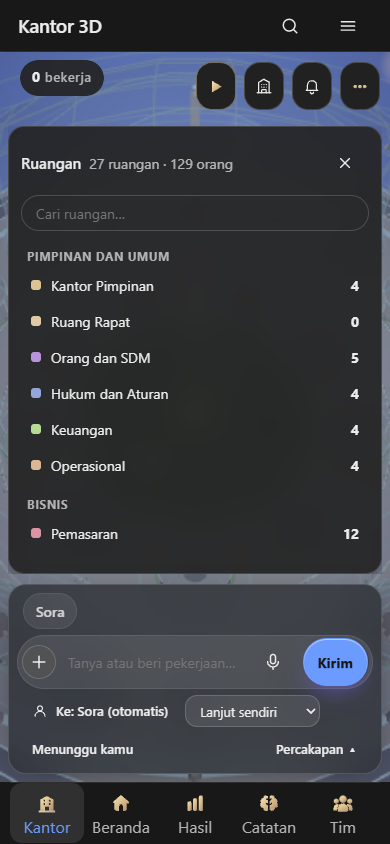 Kantor 3D
0 bekerja
Ruangan 27 ruangan · 129 orang
Cari ruangan...
PIMPINAN DAN UMUM
Kantor Pimpinan 4
Ruang Rapat 0
Orang dan SDM 5
Hukum dan Aturan 4
Keuangan 4
Operasional 4
BISNIS
Pemasaran 12
Sora
Tanya atau beri pekerjaan...
Kirim
Ke: Sora (otomatis) Lanjut sendiri
Menunggu kamu Percakapan
Kantor Beranda Hasil Catatan Tim